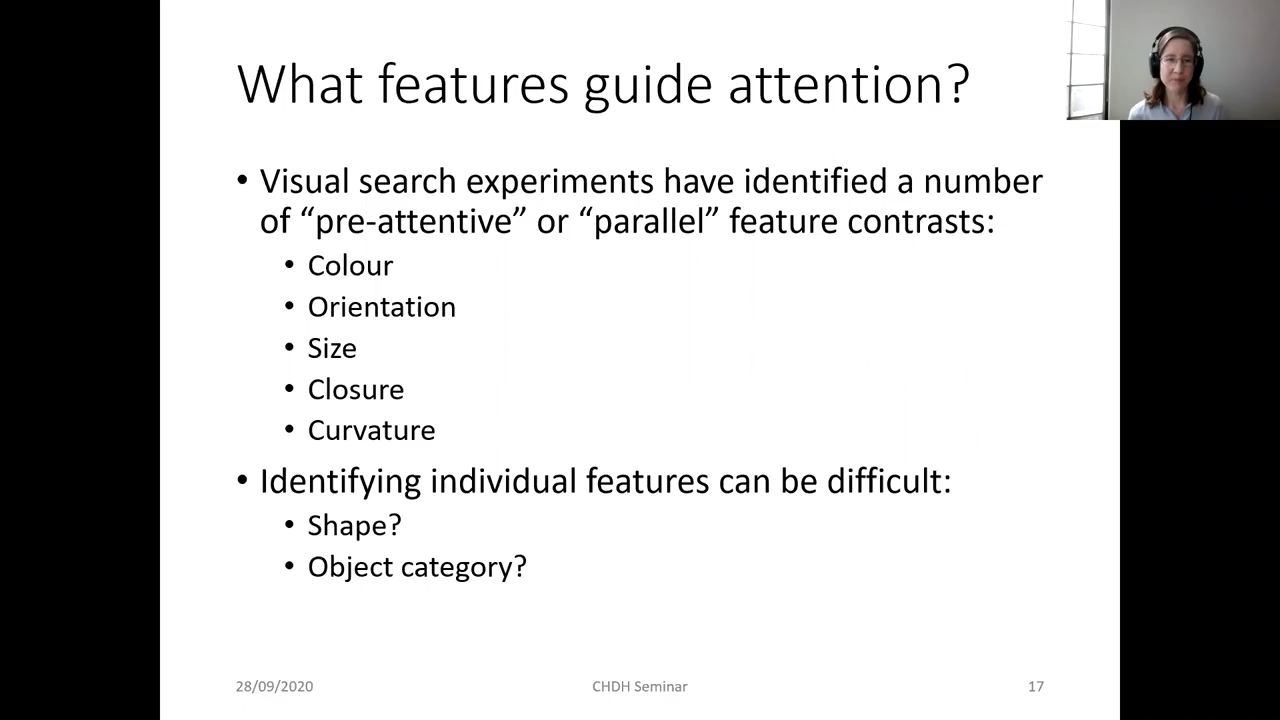 What features guide attention?
• Visual search experiments have identified a number
of “pre-attentive” or “parallel” feature contrasts:
• Colour
• Orientation
• Size
• Closure
• Curvature
• Identifying individual features can be difficult:
• Shape?
• Object category?
28/09/2020
CHDH Seminar
17